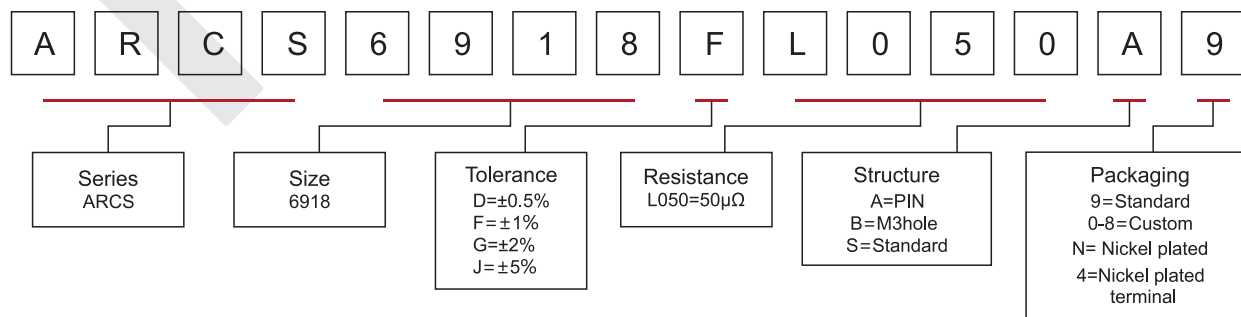 A R C S 6 9 1 8 F L 0 5 0 A 9
Series
ARCS
Size
6918
Tolerance
D=±0.5%
F=±1%
G=±2%
J=±5%
Resistance
L050=50μΩ
Structure
A=PIN
B=M3hole
S=Standard
Packaging
9=Standard
0-8=Custom
N= Nickel plated
4=Nickel plated
terminal